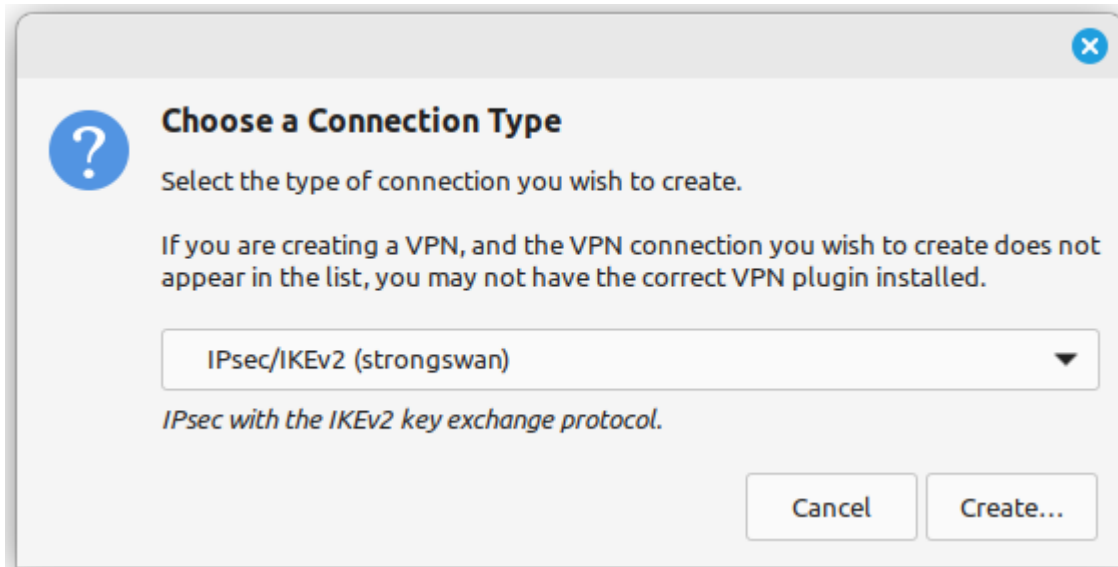 Choose a Connection Type
Select the type of connection you wish to create.
If you are creating a VPN, and the VPN connection you wish to create does not
appear in the list, you may not have the correct VPN plugin installed.
IPsec/IKEv2 (strongswan)
IPsec with the IKEv2 key exchange protocol.
Cancel
Create...